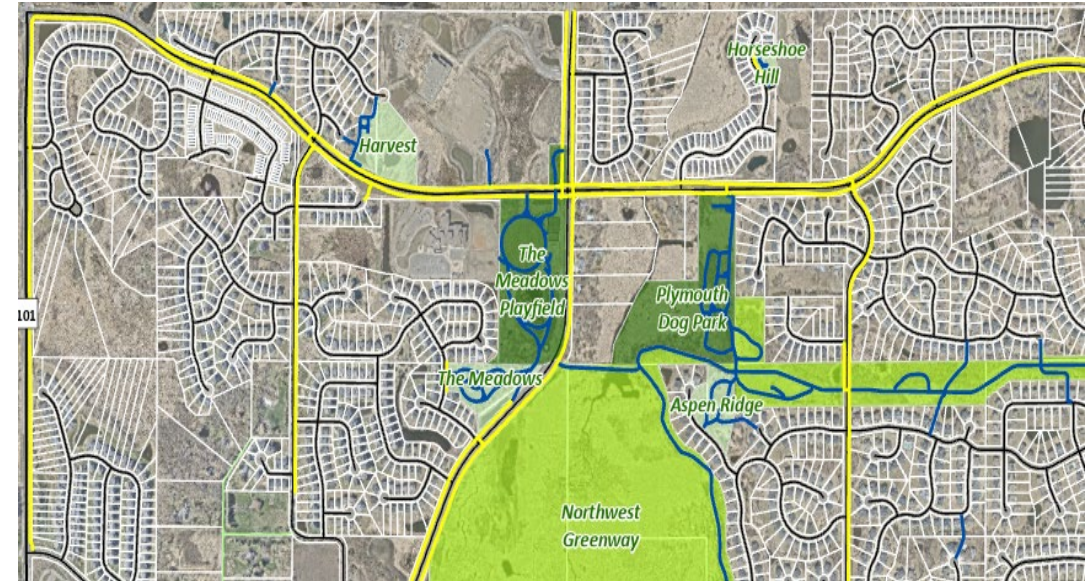 Horseshoe
Hill
Harvest
The
Meadows
Playfield
Plymouth
Dog Park
101
The Meadows
Aspen Ridge
Northwest
Greenway